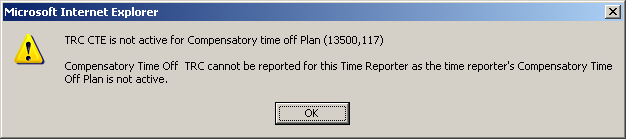 Microsoft Internet Explorer
TRC CTE is not active for Compensatory time off Plan (13500,117)
Compensatory Time Off  TRC cannot be reported for this Time Reporter as the time reporter's Compensatory Time
Off Plan is not active.
OK